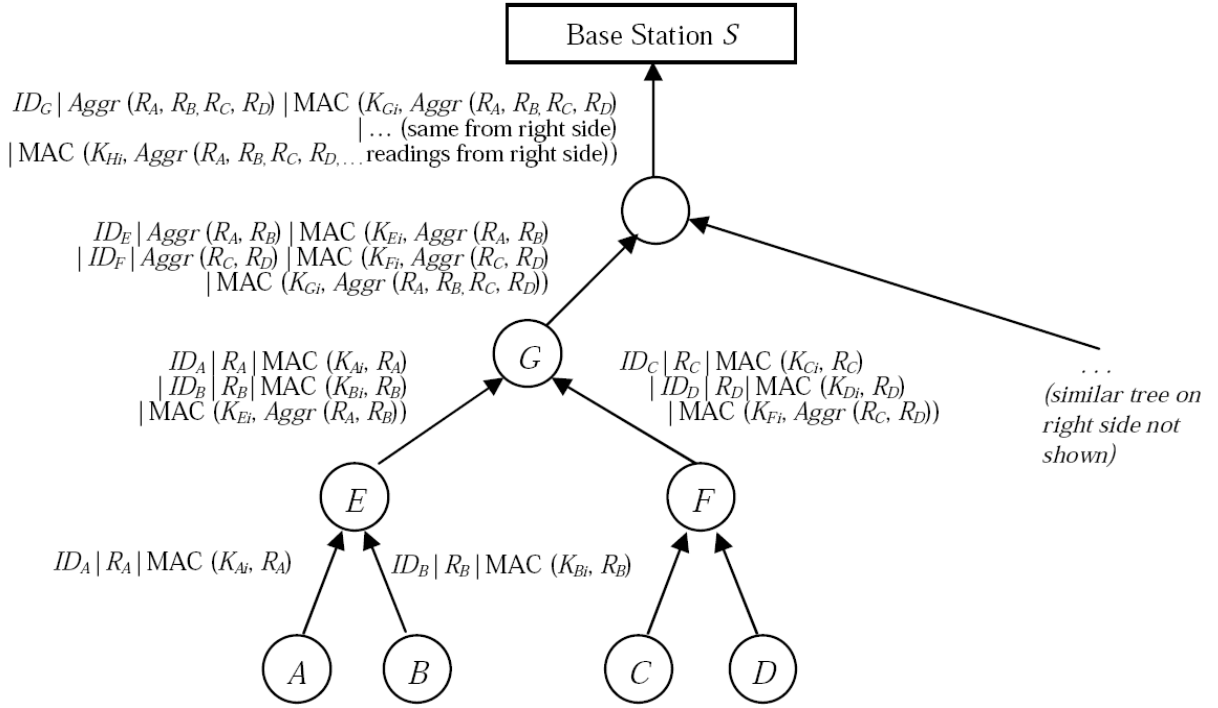 Base Station S
ID_G | Aggr (R_A, R_B, R_C, R_D) | MAC (K_Gi, Aggr (R_A, R_B, R_C, R_D)
| … (same from right side)
| MAC (K_Hi, Aggr (R_A, R_B, R_C, R_D, … readings from right side))
ID_E | Aggr (R_A, R_B) | MAC (K_Ei, Aggr (R_A, R_B)
| ID_F | Aggr (R_C, R_D) | MAC (K_Fi, Aggr (R_C, R_D)
| MAC (K_Gi, Aggr (R_A, R_B, R_C, R_D))
G
ID_A | R_A | MAC (K_Ai, R_A)
| ID_B | R_B | MAC (K_Bi, R_B)
| MAC (K_Ei, Aggr (R_A, R_B))
ID_C | R_C | MAC (K_Ci, R_C)
| ID_D | R_D | MAC (K_Di, R_D)
| MAC (K_Fi, Aggr (R_C, R_D))
. . .
(similar tree on
right side not
shown)
E
F
ID_A | R_A | MAC (K_Ai, R_A)
ID_B | R_B | MAC (K_Bi, R_B)
A
B
C
D